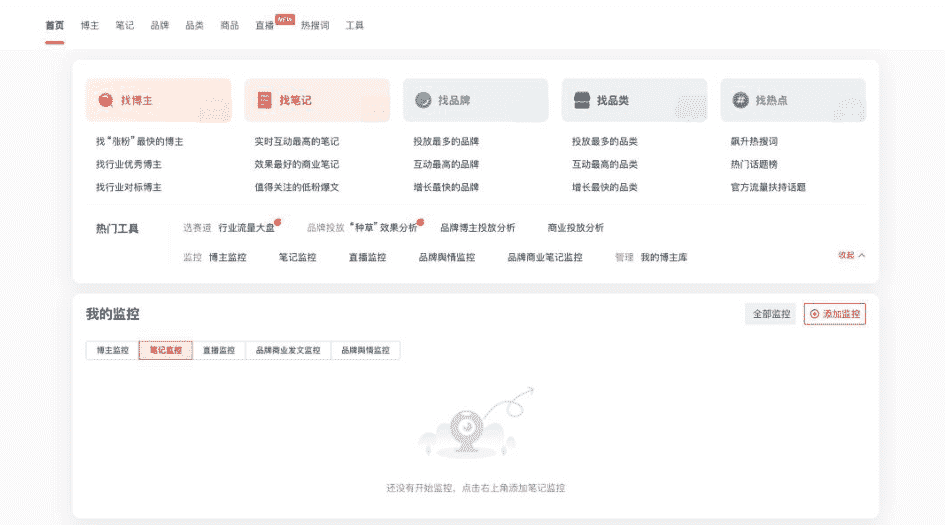 首页 博主 笔记 品牌 品类 商品 直播 NEW 热搜词 工具
找博主 找笔记 找品牌 找品类 找热点
找“涨粉”最快的博主 实时互动最高的笔记 投放最多的品牌 投放最多的品类 飙升热搜词
找行业优秀博主 效果最好的商业笔记 互动最高的品牌 互动最高的品类 热门话题榜
找行业对标博主 值得关注的低粉爆文 增长最快的品牌 增长最快的品类 官方流量扶持话题
热门工具 选赛道 行业流量大盘 品牌投放 “种草”效果分析 品牌博主投放分析 商业投放分析
监控 博主监控 笔记监控 直播监控 品牌舆情监控 品牌商业笔记监控 管理 我的博主库 收起
我的监控 全部监控 添加监控
博主监控 笔记监控 直播监控 品牌商业发文监控 品牌舆情监控
还没有开始监控，点击右上角添加笔记监控